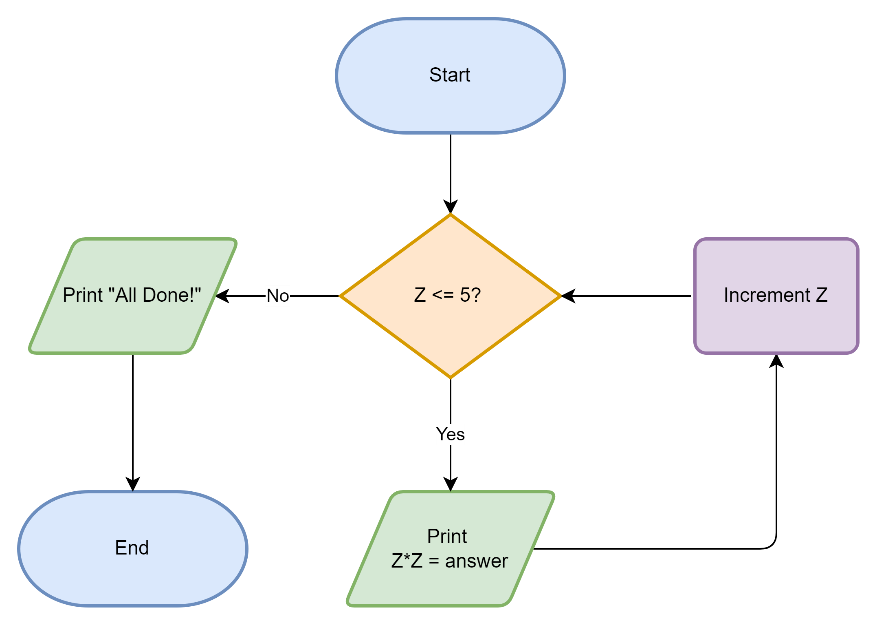 Start
Print "All Done!"
No
Z <= 5?
Increment Z
Yes
Print
Z*Z = answer
End